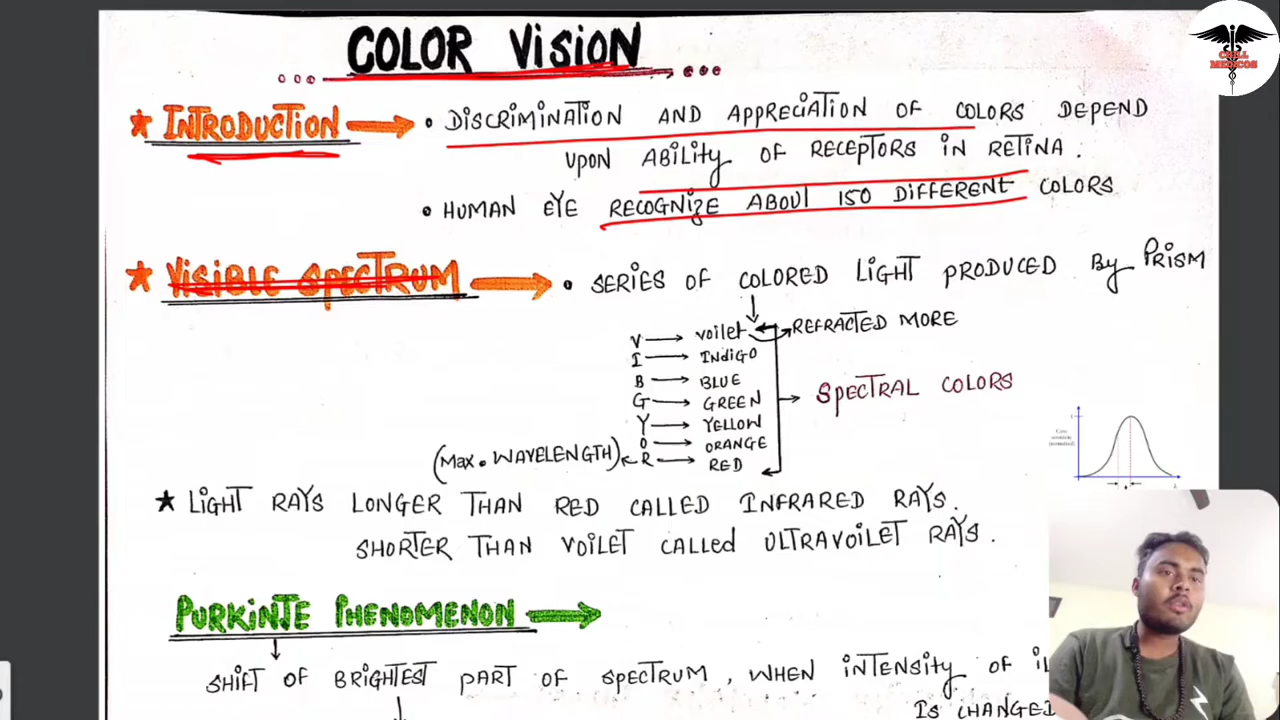 COLOR VISION
★ INTRODUCTION → • DISCRIMINATION AND APPRECIATION OF COLORS DEPEND
UPON ABILITY OF RECEPTORS IN RETINA.
• HUMAN EYE RECOGNIZE ABOUT 150 DIFFERENT COLORS
★ VISIBLE SPECTRUM → • SERIES OF COLORED LIGHT PRODUCED By PRISM
V → VOILET REFRACTED MORE
I → INDIGO
B → BLUE
G → GREEN → SPECTRAL COLORS
Y → YELLOW
O → ORANGE
(MAX. WAVELENGTH) ← R → RED
★ LIGHT RAYS LONGER THAN RED CALLED INFRARED RAYS.
SHORTER THAN VOILET CALLED ULTRAVOILET RAYS.
PURKINTE PHENOMENON →
SHIFT OF BRIGHTEST PART OF SPECTRUM, WHEN INTENSITY OF
IS CHANGED
CHILL
MEDICOS